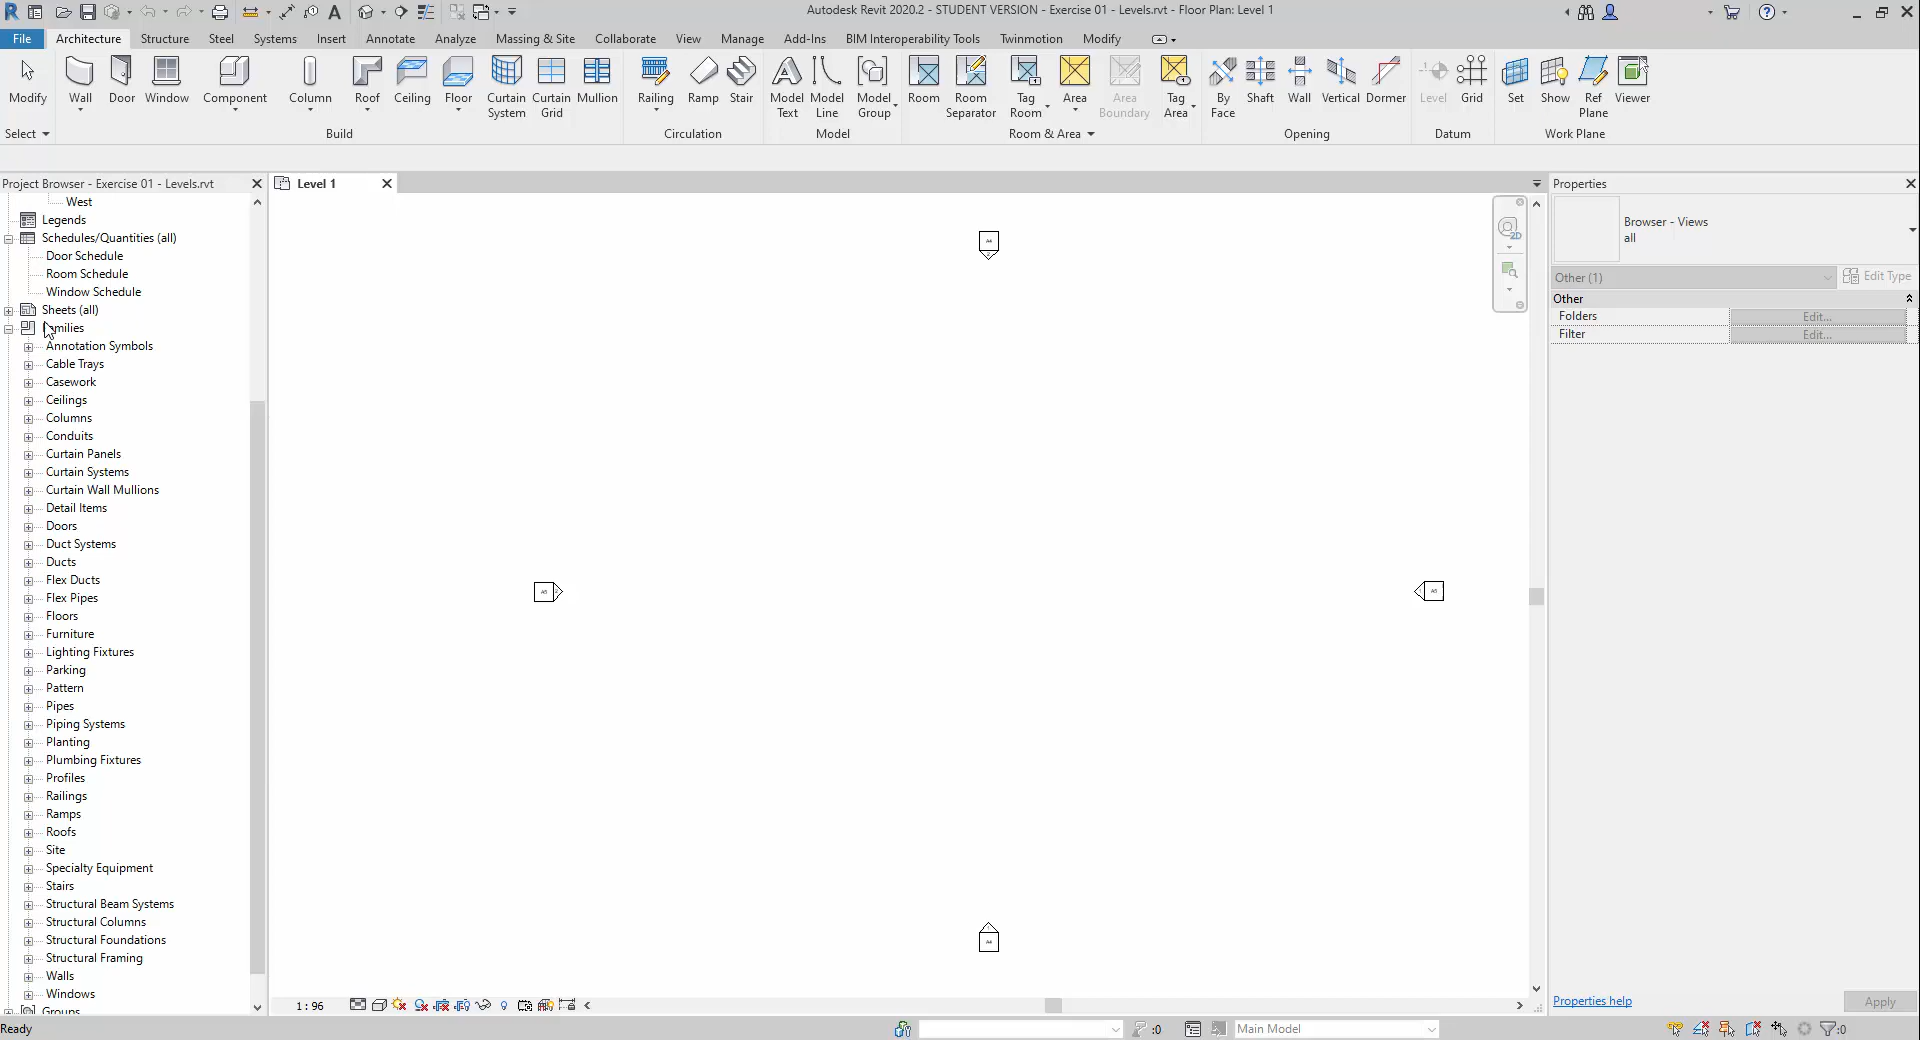 Autodesk Revit 2020.2 - STUDENT VERSION - Exercise 01 - Levels.rvt - Floor Plan: Level 1
File Architecture Structure Steel Systems Insert Annotate Analyze Massing & Site Collaborate View Manage Add-Ins BIM Interoperability Tools Twinmotion Modify
Modify Wall Door Window Component Column Roof Ceiling Floor Curtain System Curtain Grid Mullion Railing Ramp Stair Model Text Model Line Model Group Room Room Separator Tag Room Area Area Boundary Tag Area By Face Shaft Wall Vertical Dormer Level Grid Set Show Ref Plane Viewer
Select Build Circulation Model Room & Area Opening Datum Work Plane
Project Browser - Exercise 01 - Levels.rvt
Level 1
Properties
West
Legends
Schedules/Quantities (all)
Door Schedule
Room Schedule
Window Schedule
Sheets (all)
Families
Annotation Symbols
Cable Trays
Casework
Ceilings
Columns
Conduits
Curtain Panels
Curtain Systems
Curtain Wall Mullions
Detail Items
Doors
Duct Systems
Ducts
Flex Ducts
Flex Pipes
Floors
Furniture
Lighting Fixtures
Parking
Pattern
Pipes
Piping Systems
Planting
Plumbing Fixtures
Profiles
Railings
Ramps
Roofs
Site
Specialty Equipment
Stairs
Structural Beam Systems
Structural Columns
Structural Foundations
Structural Framing
Walls
Windows
Groups
2D
Browser - Views
all
Other (1) Edit Type
Other
Folders Edit...
Filter Edit...
Properties help Apply
1 : 96
Ready :0 Main Model :0